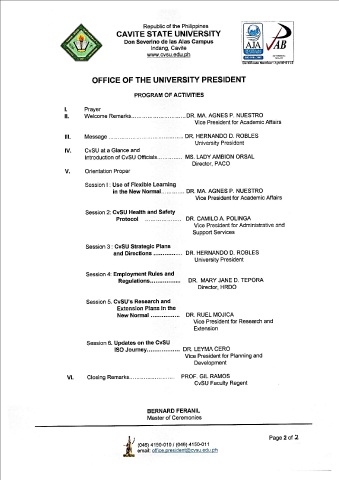 Republic of the Philippines
CAVITE STATE UNIVERSITY
Don Severino de las Alas Campus
Indang, Cavite
www.cvsu.edu.ph
AJA
PAB
OFFICE OF THE UNIVERSITY PRESIDENT
PROGRAM OF ACTIVITIES
I. Prayer
II. Welcome Remarks........................ DR. MA. AGNES P. NUESTRO
Vice President for Academic Affairs
III. Message................................ DR. HERNANDO D. ROBLES
University President
IV. CvSU at a Glance and
Introduction of CvSU Officials............ MS. LADY AMBION ORSAL
Director, PACO
V. Orientation Proper
Session I : Use of Flexible Learning
in the New Normal........... DR. MA. AGNES P. NUESTRO
Vice President for Academic Affairs
Session 2: CvSU Health and Safety
Protocol ................ DR. CAMILO A. POLINGA
Vice President for Administrative and
Support Services
Session 3 : CvSU Strategic Plans
and Directions ............. DR. HERNANDO D. ROBLES
University President
Session 4: Employment Rules and
Regulations............... DR. MARY JANE D. TEPORA
Director, HRDO
Session 5. CvSU's Research and
Extension Plans in the
New Normal .............. DR. RUEL MOJICA
Vice President for Research and
Extension
Session 6. Updates on the CvSU
ISO Journey................ DR. LEYMA CERO
Vice President for Planning and
Development
VI. Closing Remarks..................... PROF. GIL RAMOS
CvSU Faculty Regent
BERNARD FERANIL
Master of Ceremonies
Page 2 of 2
(046) 4150-010 / (046) 4150-011
email: office.president@cvsu.edu.ph